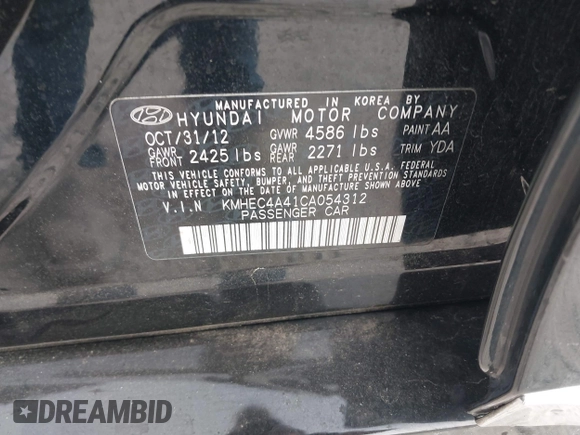 MANUFACTURED IN KOREA BY
HYUNDAI MOTOR COMPANY
OCT/31/12 GVWR 4586 lbs PAINT AA
GAWR FRONT 2425 lbs GAWR REAR 2271 lbs TRIM YDA
THIS VEHICLE CONFORMS TO ALL APPLICABLE U.S.A. FEDERAL
MOTOR VEHICLE SAFETY, BUMPER, AND THEFT PREVENTION STANDARDS
IN EFFECT ON THE DATE OF MANUFACTURE SHOWN ABOVE.
V.I.N KMHEC4A41CA054312
PASSENGER CAR
DREAMBID